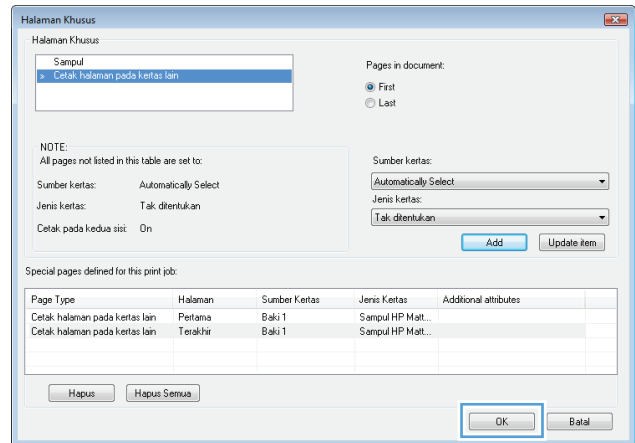 Halaman Khusus
Halaman Khusus
Sampul
» Cetak halaman pada kertas lain
Pages in document:
First
Last
NOTE:
All pages not listed in this table are set to:
Sumber kertas: Automatically Select
Jenis kertas: Tak ditentukan
Cetak pada kedua sisi: On
Sumber kertas:
Automatically Select
Jenis kertas:
Tak ditentukan
Add Update item
Special pages defined for this print job:
Page Type Halaman Sumber Kertas Jenis Kertas Additional attributes
Cetak halaman pada kertas lain Pertama Baki 1 Sampul HP Matt...
Cetak halaman pada kertas lain Terakhir Baki 1 Sampul HP Matt...
Hapus Hapus Semua
OK Batal